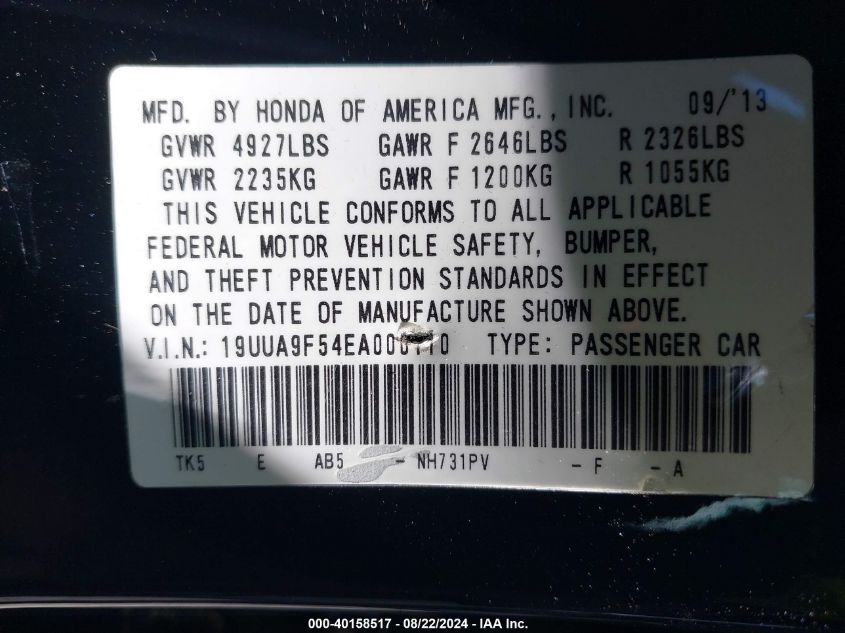 MFD. BY HONDA OF AMERICA MFG., INC. 09/'13
GVWR 4927LBS GAWR F 2646LBS R 2326LBS
GVWR 2235KG GAWR F 1200KG R 1055KG
THIS VEHICLE CONFORMS TO ALL APPLICABLE
FEDERAL MOTOR VEHICLE SAFETY, BUMPER,
AND THEFT PREVENTION STANDARDS IN EFFECT
ON THE DATE OF MANUFACTURE SHOWN ABOVE.
V.I.N.: 19UUA9F54EA000110 TYPE: PASSENGER CAR
TK5 E AB5 - NH731PV - F - A
000-40158517 - 08/22/2024 - IAAI Inc.